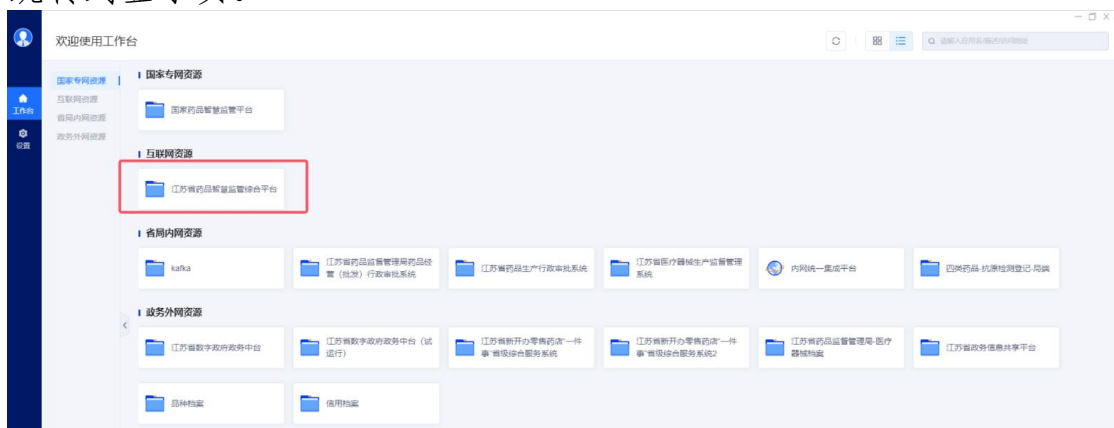 欢迎使用工作台
请输入应用名/描述/访问地址
工作台
设置
国家专网资源
互联网资源
省局内网资源
政务外网资源
国家专网资源
国家药品智慧监管平台
互联网资源
江苏省药品智慧监管综合平台
省局内网资源
kafka
江苏省药品监督管理局药品经
营（批发）行政审批系统
江苏省药品生产行政审批系统
江苏省医疗器械生产监督管理
系统
内网统一集成平台
四类药品-抗原检测登记-局端
政务外网资源
江苏省数字政府政务中台
江苏省数字政府政务中台（试
运行）
江苏省新开办零售药店“一件
事”省级综合服务系统
江苏省新开办零售药店“一件
事”省级综合服务系统2
江苏省药品监督管理局-医疗
器械档案
江苏省政务信息共享平台
品种档案
信用档案